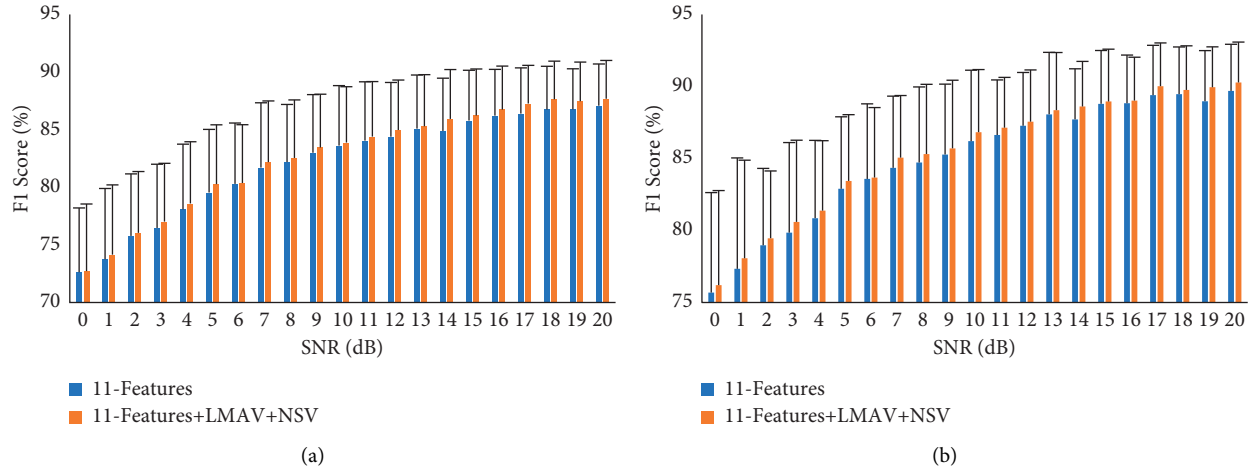 95
90
85
80
75
70
F1 Score (%)
0 1 2 3 4 5 6 7 8 9 10 11 12 13 14 15 16 17 18 19 20
SNR (dB)
11-Features
11-Features+LMAV+NSV
(a)
95
90
85
80
75
F1 Score (%)
0 1 2 3 4 5 6 7 8 9 10 11 12 13 14 15 16 17 18 19 20
SNR (dB)
11-Features
11-Features+LMAV+NSV
(b)